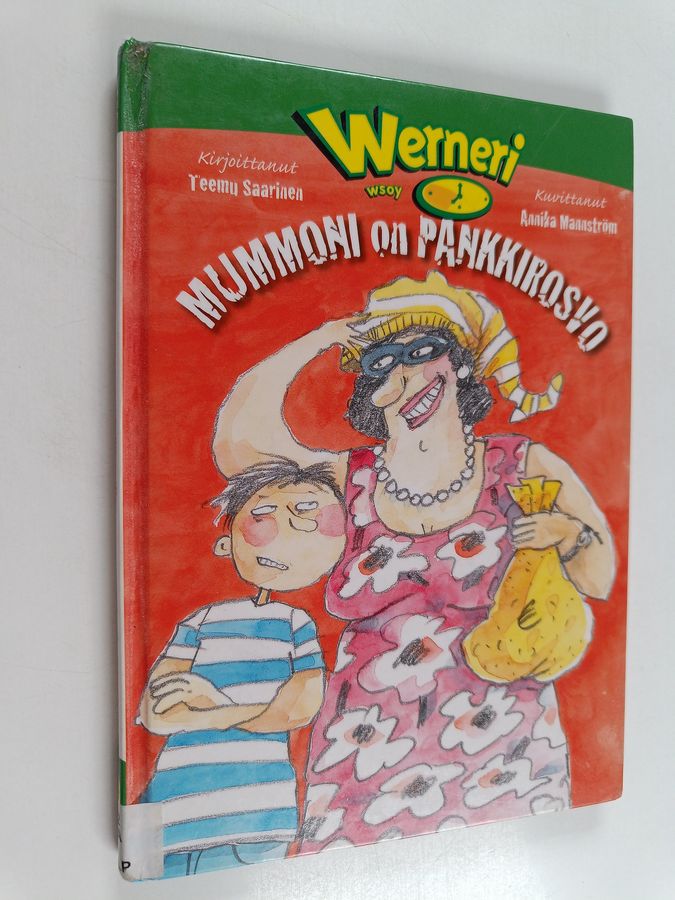 Werneri
wsoy
Kirjoittanut
Teemu Saarinen
Kuvittanut
Annika Mannström
MUMMONI on PANKKIROSVO
€
P